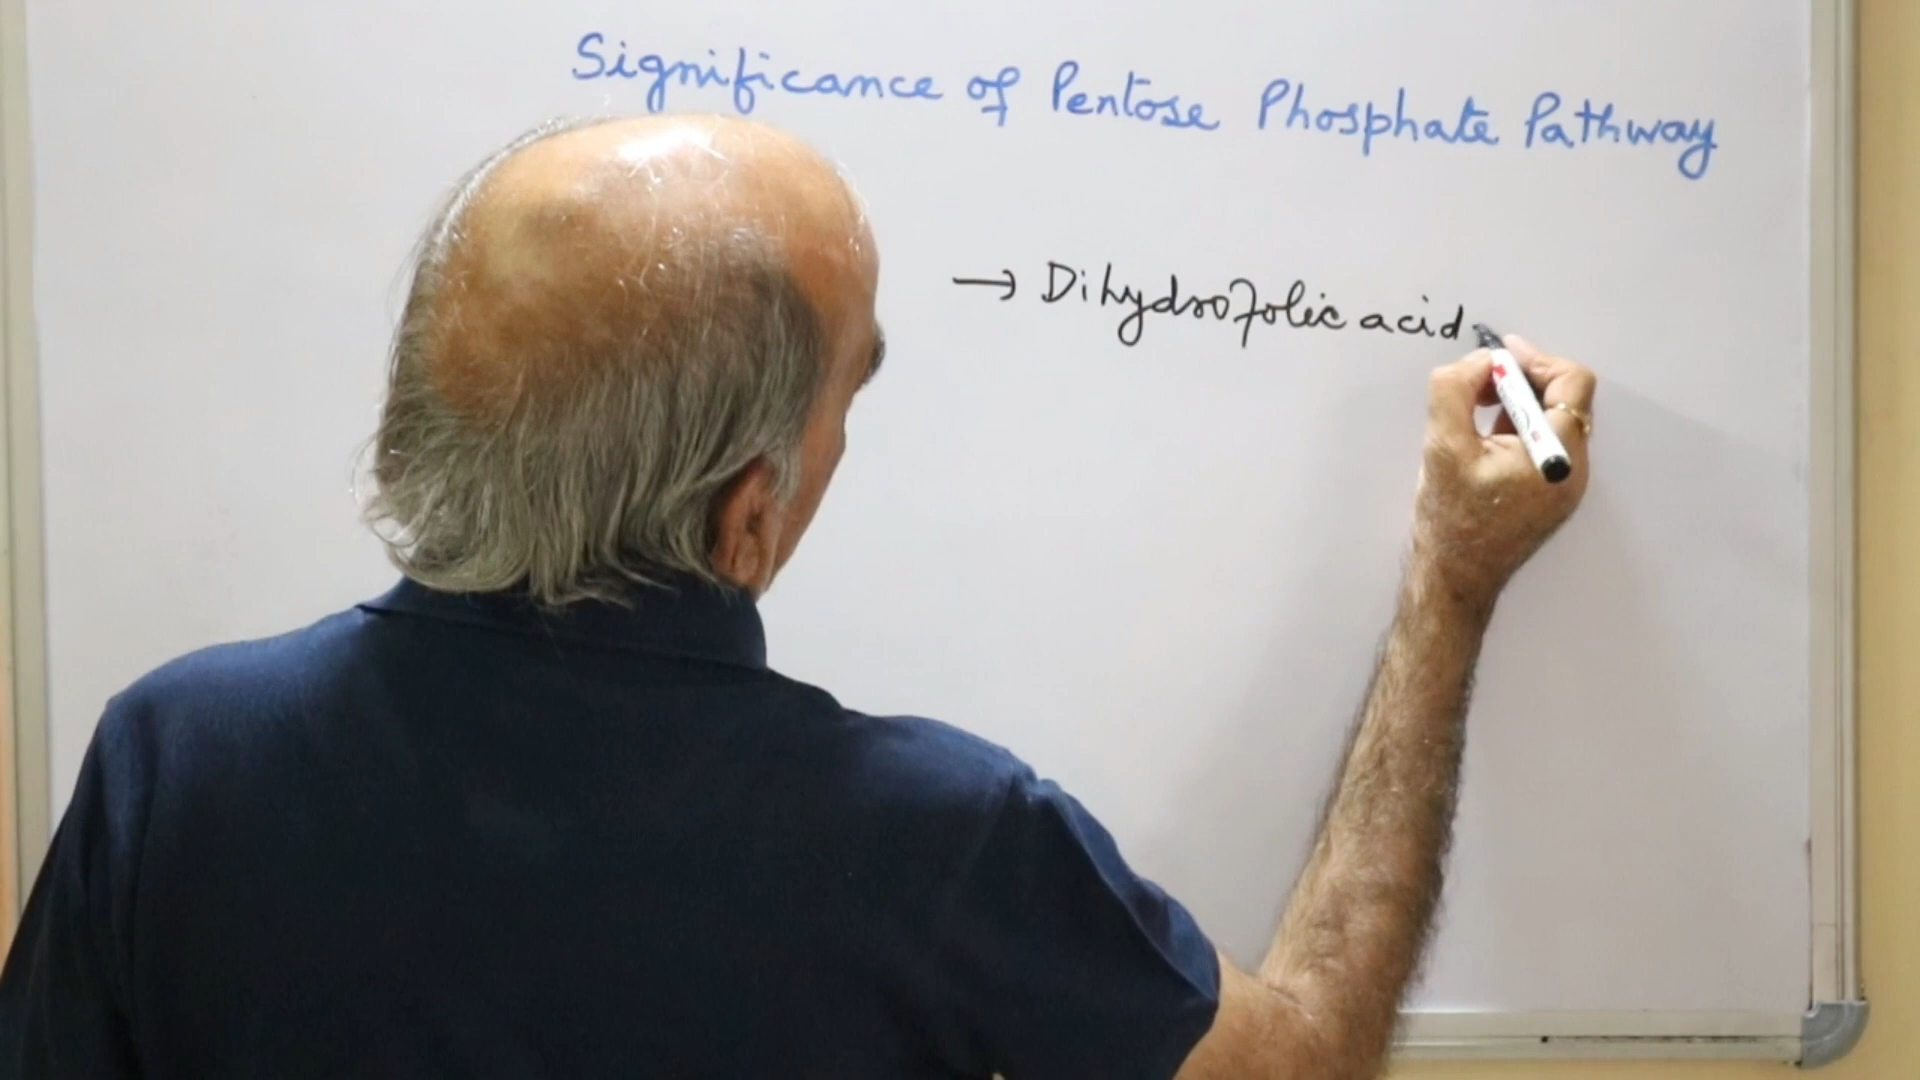 Significance of Pentose Phosphate Pathway
→ Dihydrofolic acid